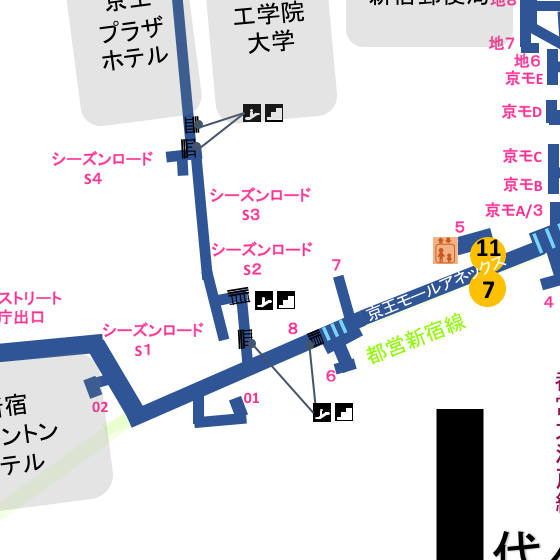 京王
プラザ
ホテル
工学院
大学
新宿郵便局
地8
地7
地6
京モE
京モD
京モC
京モB
京モA/3
シーズンロード
S4
シーズンロード
S3
シーズンロード
S2
シーズンロード
S1
ストリート
庁出口
5
11
7
7
京王モールアネックス
4
8
6
都営新宿線
01
02
新宿
ントン
テル